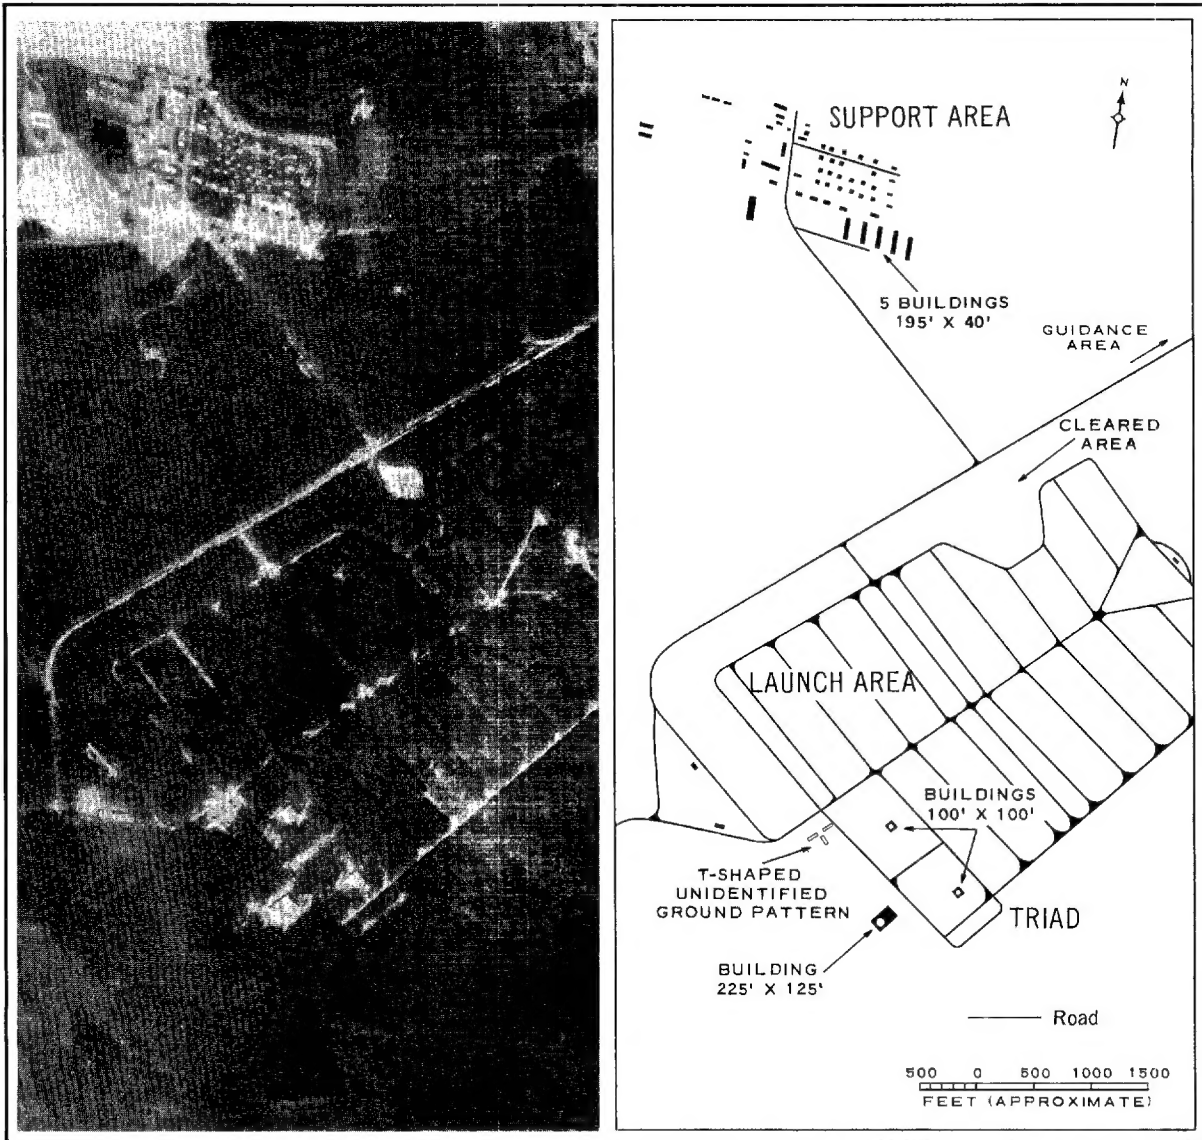 N
SUPPORT AREA
5 BUILDINGS
195' X 40'
GUIDANCE
AREA
CLEARED
AREA
LAUNCH AREA
BUILDINGS
100' X 100'
T-SHAPED
UNIDENTIFIED
GROUND PATTERN
TRIAD
BUILDING
225' X 125'
Road
500 0 500 1000 1500
FEET (APPROXIMATE)